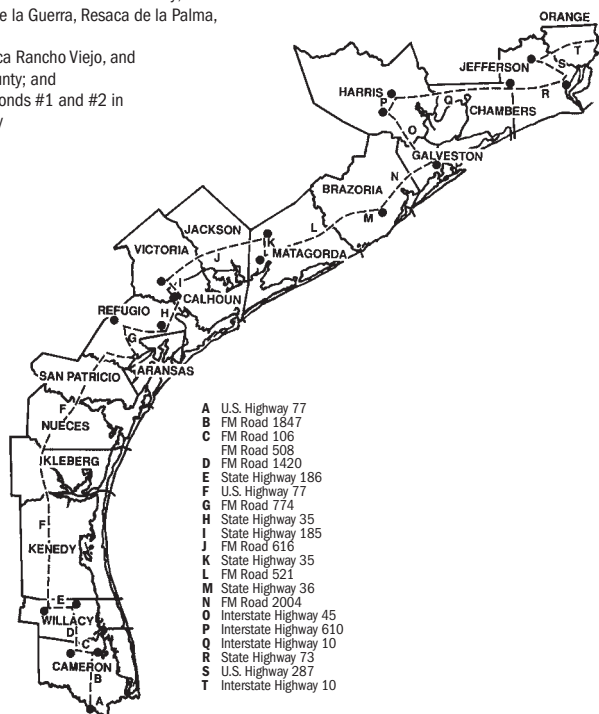 e la Guerra, Resaca de la Palma,
ca Rancho Viejo, and
unty; and
onds #1 and #2 in
ORANGE
T
JEFFERSON
S
HARRIS
P
Q
R
CHAMBERS
O
GALVESTON
N
BRAZORIA
M
L
JACKSON
K
VICTORIA
J
MATAGORDA
I
CALHOUN
REFUGIO
H
G
ARANSAS
SAN PATRICIO
F
NUECES
KLEBERG
F
KENEDY
E
WILLACY
D
C
CAMERON
B
A
A U.S. Highway 77
B FM Road 1847
C FM Road 106
FM Road 508
D FM Road 1420
E State Highway 186
F U.S. Highway 77
G FM Road 774
H State Highway 35
I State Highway 185
J FM Road 616
K State Highway 35
L FM Road 521
M State Highway 36
N FM Road 2004
O Interstate Highway 45
P Interstate Highway 610
Q Interstate Highway 10
R State Highway 73
S U.S. Highway 287
T Interstate Highway 10